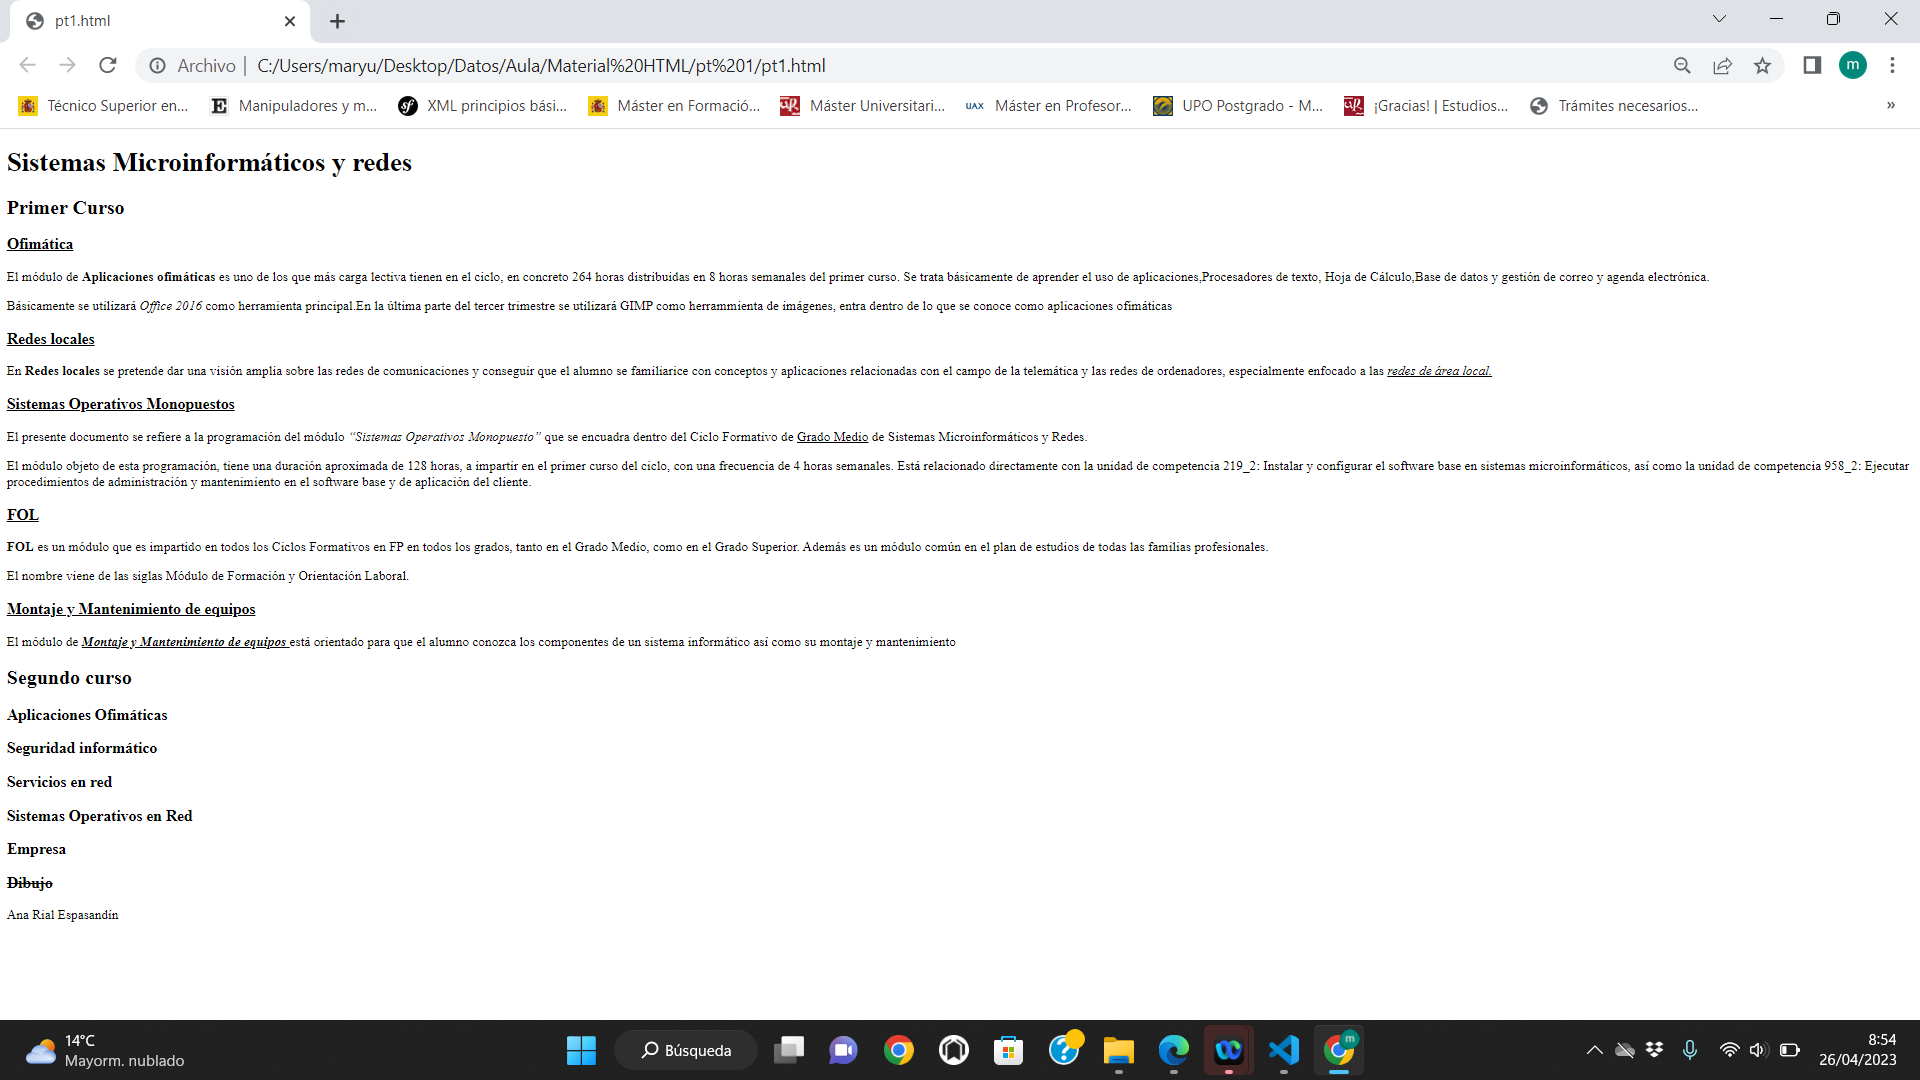 pt1.html
Archivo | C:/Users/maryu/Desktop/Datos/Aula/Material%20HTML/pt%201/pt1.html
m
Técnico Superior en... Manipuladores y m... XML principios bási... Máster en Formació... Máster Universitari... UAX Máster en Profesor... UPO Postgrado - M... ¡Gracias! | Estudios... Trámites necesarios... »
Sistemas Microinformáticos y redes
Primer Curso
Ofimática
El módulo de Aplicaciones ofimáticas es uno de los que más carga lectiva tienen en el ciclo, en concreto 264 horas distribuidas en 8 horas semanales del primer curso. Se trata básicamente de aprender el uso de aplicaciones,Procesadores de texto, Hoja de Cálculo,Base de datos y gestión de correo y agenda electrónica.
Básicamente se utilizará Office 2016 como herramienta principal.En la última parte del tercer trimestre se utilizará GIMP como herrammienta de imágenes, entra dentro de lo que se conoce como aplicaciones ofimáticas
Redes locales
En Redes locales se pretende dar una visión amplia sobre las redes de comunicaciones y conseguir que el alumno se familiarice con conceptos y aplicaciones relacionadas con el campo de la telemática y las redes de ordenadores, especialmente enfocado a las redes de área local.
Sistemas Operativos Monopuestos
El presente documento se refiere a la programación del módulo “Sistemas Operativos Monopuesto” que se encuadra dentro del Ciclo Formativo de Grado Medio de Sistemas Microinformáticos y Redes.
El módulo objeto de esta programación, tiene una duración aproximada de 128 horas, a impartir en el primer curso del ciclo, con una frecuencia de 4 horas semanales. Está relacionado directamente con la unidad de competencia 219_2: Instalar y configurar el software base en sistemas microinformáticos, así como la unidad de competencia 958_2: Ejecutar
procedimientos de administración y mantenimiento en el software base y de aplicación del cliente.
FOL
FOL es un módulo que es impartido en todos los Ciclos Formativos en FP en todos los grados, tanto en el Grado Medio, como en el Grado Superior. Además es un módulo común en el plan de estudios de todas las familias profesionales.
El nombre viene de las siglas Módulo de Formación y Orientación Laboral.
Montaje y Mantenimiento de equipos
El módulo de Montaje y Mantenimiento de equipos está orientado para que el alumno conozca los componentes de un sistema informático así como su montaje y mantenimiento
Segundo curso
Aplicaciones Ofimáticas
Seguridad informático
Servicios en red
Sistemas Operativos en Red
Empresa
Dibujo
Ana Rial Espasandín
14°C
Mayorm. nublado
Búsqueda
m
8:54
26/04/2023